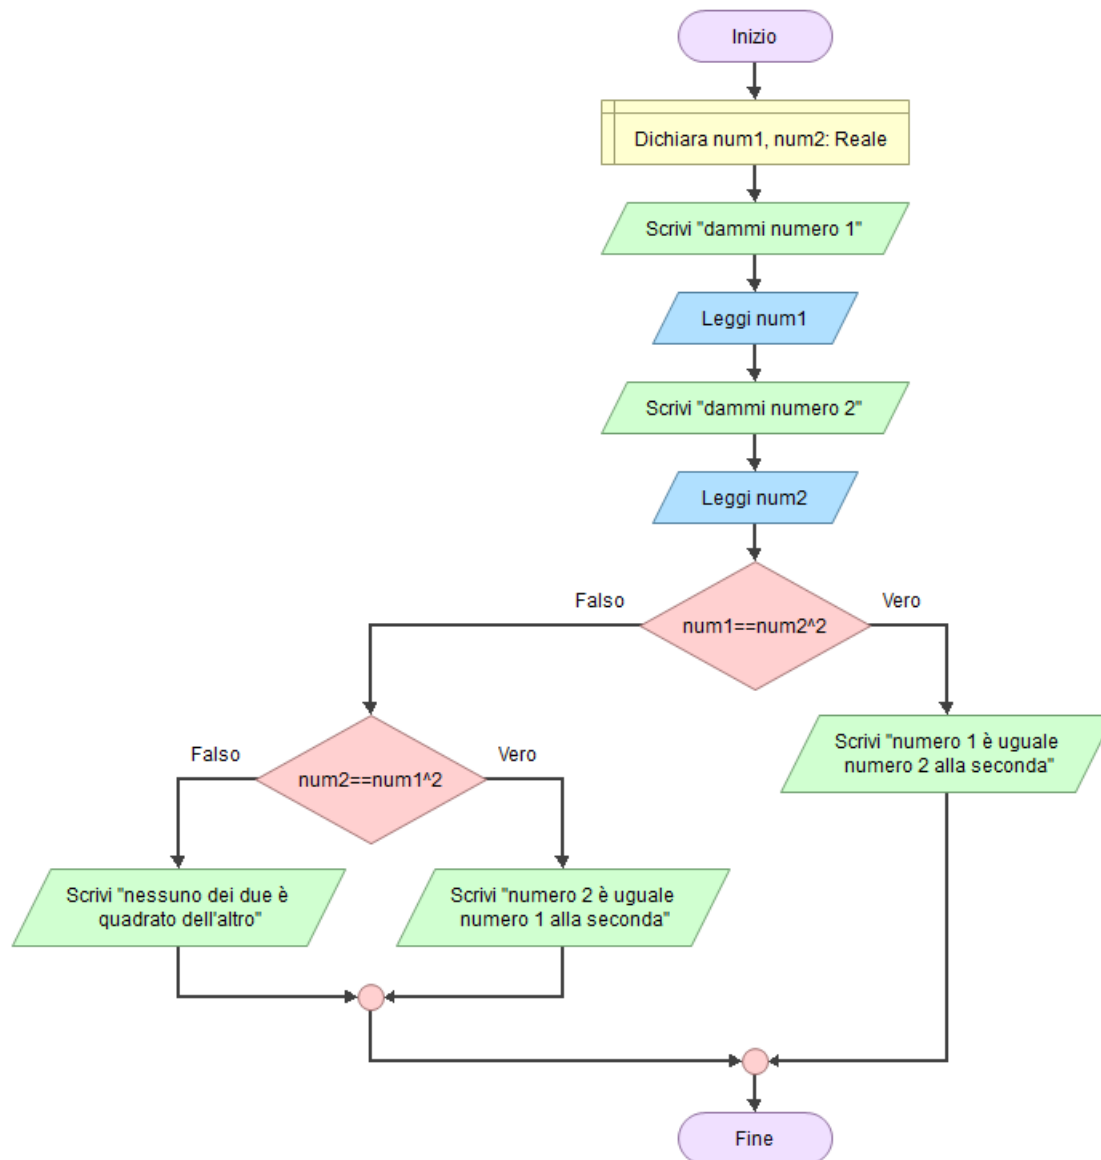 Inizio
Dichiara num1, num2: Reale
Scrivi "dammi numero 1"
Leggi num1
Scrivi "dammi numero 2"
Leggi num2
Falso
Vero
num1==num2^2
Scrivi "numero 1 è uguale
numero 2 alla seconda"
Falso
Vero
num2==num1^2
Scrivi "nessuno dei due è
quadrato dell'altro"
Scrivi "numero 2 è uguale
numero 1 alla seconda"
Fine